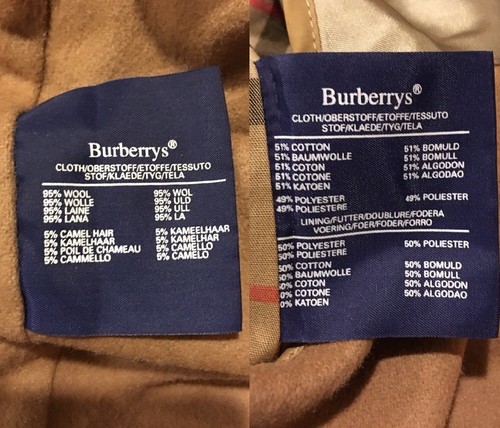 Burberrys®
CLOTH/OBERSTOFF/ETOFFE/TESSUTO
STOF/KLAEDE/TYG/TELA
95% WOOL 95% WOL
95% WOLLE 95% ULD
95% LAINE 95% ULL
95% LANA 95% LA
5% CAMEL HAIR 5% KAMEELHAAR
5% KAMELHAAR 5% KAMELHAR
5% POIL DE CHAMEAU 5% CAMELLO
5% CAMMELLO 5% CAMELO
Burberrys®
CLOTH/OBERSTOFF/ETOFFE/TESSUTO
STOF/KLAEDE/TYG/TELA
51% COTTON 51% BOMULD
51% BAUMWOLLE 51% BOMULL
51% COTON 51% ALGODON
51% COTONE 51% ALGODAO
51% KATOEN
49% POLYESTER 49% POLIESTER
49% POLIESTERE
LINING/FUTTER/DOUBLURE/FODERA
VOERING/FOER/FODER/FORRO
50% POLYESTER 50% POLIESTER
50% POLIESTERE
50% COTTON 50% BOMULD
50% BAUMWOLLE 50% BOMULL
50% COTON 50% ALGODON
0% COTONE 50% ALGODAO
0% KATOEN